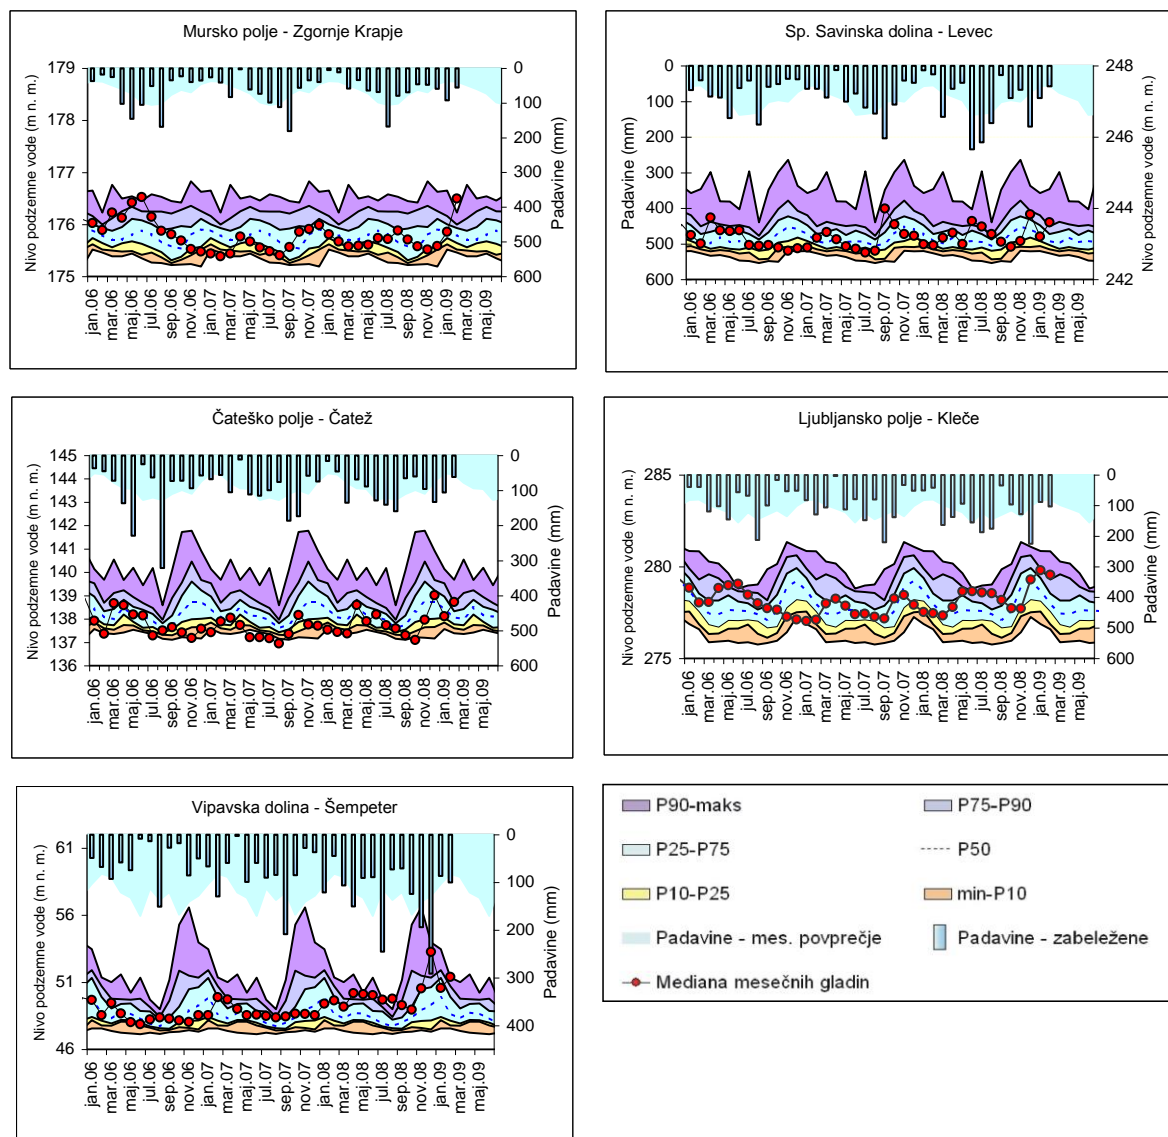 Mursko polje - Zgornje Krapje
Nivo podzemne vode (m n. m.)
179
178
177
176
175
0
100
200
300
400
500
600
Padavine (mm)
jan.06
mar.06
maj.06
jul.06
sep.06
nov.06
jan.07
mar.07
maj.07
jul.07
sep.07
nov.07
jan.08
mar.08
maj.08
jul.08
sep.08
nov.08
jan.09
mar.09
maj.09
Sp. Savinska dolina - Levec
Padavine (mm)
0
100
200
300
400
500
600
248
246
244
242
Nivo podzemne vode (m n. m.)
jan.06
mar.06
maj.06
jul.06
sep.06
nov.06
jan.07
mar.07
maj.07
jul.07
sep.07
nov.07
jan.08
mar.08
maj.08
jul.08
sep.08
nov.08
jan.09
mar.09
maj.09
Čateško polje - Čatež
Nivo podzemne vode (m n. m.)
145
144
143
142
141
140
139
138
137
136
0
100
200
300
400
500
600
Padavine (mm)
jan.06
mar.06
maj.06
jul.06
sep.06
nov.06
jan.07
mar.07
maj.07
jul.07
sep.07
nov.07
jan.08
mar.08
maj.08
jul.08
sep.08
nov.08
jan.09
mar.09
maj.09
Ljubljansko polje - Kleče
Nivo podzemne vode (m n. m.)
285
280
275
0
100
200
300
400
500
600
Padavine (mm)
jan.06
mar.06
maj.06
jul.06
sep.06
nov.06
jan.07
mar.07
maj.07
jul.07
sep.07
nov.07
jan.08
mar.08
maj.08
jul.08
sep.08
nov.08
jan.09
mar.09
maj.09
Vipavska dolina - Šempeter
Nivo podzemne vode (m n. m.)
61
56
51
46
0
100
200
300
400
Padavine (mm)
jan.06
mar.06
maj.06
jul.06
sep.06
nov.06
jan.07
mar.07
maj.07
jul.07
sep.07
nov.07
jan.08
mar.08
maj.08
jul.08
sep.08
nov.08
jan.09
mar.09
maj.09
P90-maks
P75-P90
P25-P75
P50
P10-P25
min-P10
Padavine - mes. povprečje
Padavine - zabeležene
Mediana mesečnih gladin